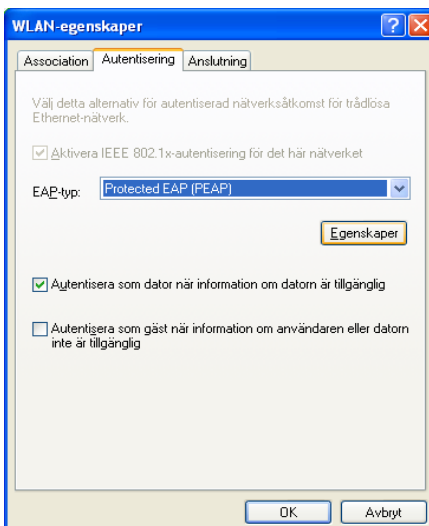 WLAN-egenskaper
Association Autentisering Anslutning
Välj detta alternativ för autentiserad nätverksåtkomst för trådlösa
Ethernet-nätverk.
Aktivera IEEE 802.1x-autentisering för det här nätverket
EAP-typ: Protected EAP (PEAP)
Egenskaper
Autentisera som dator när information om datorn är tillgänglig
Autentisera som gäst när information om användaren eller datorn
inte är tillgänglig
OK Avbryt